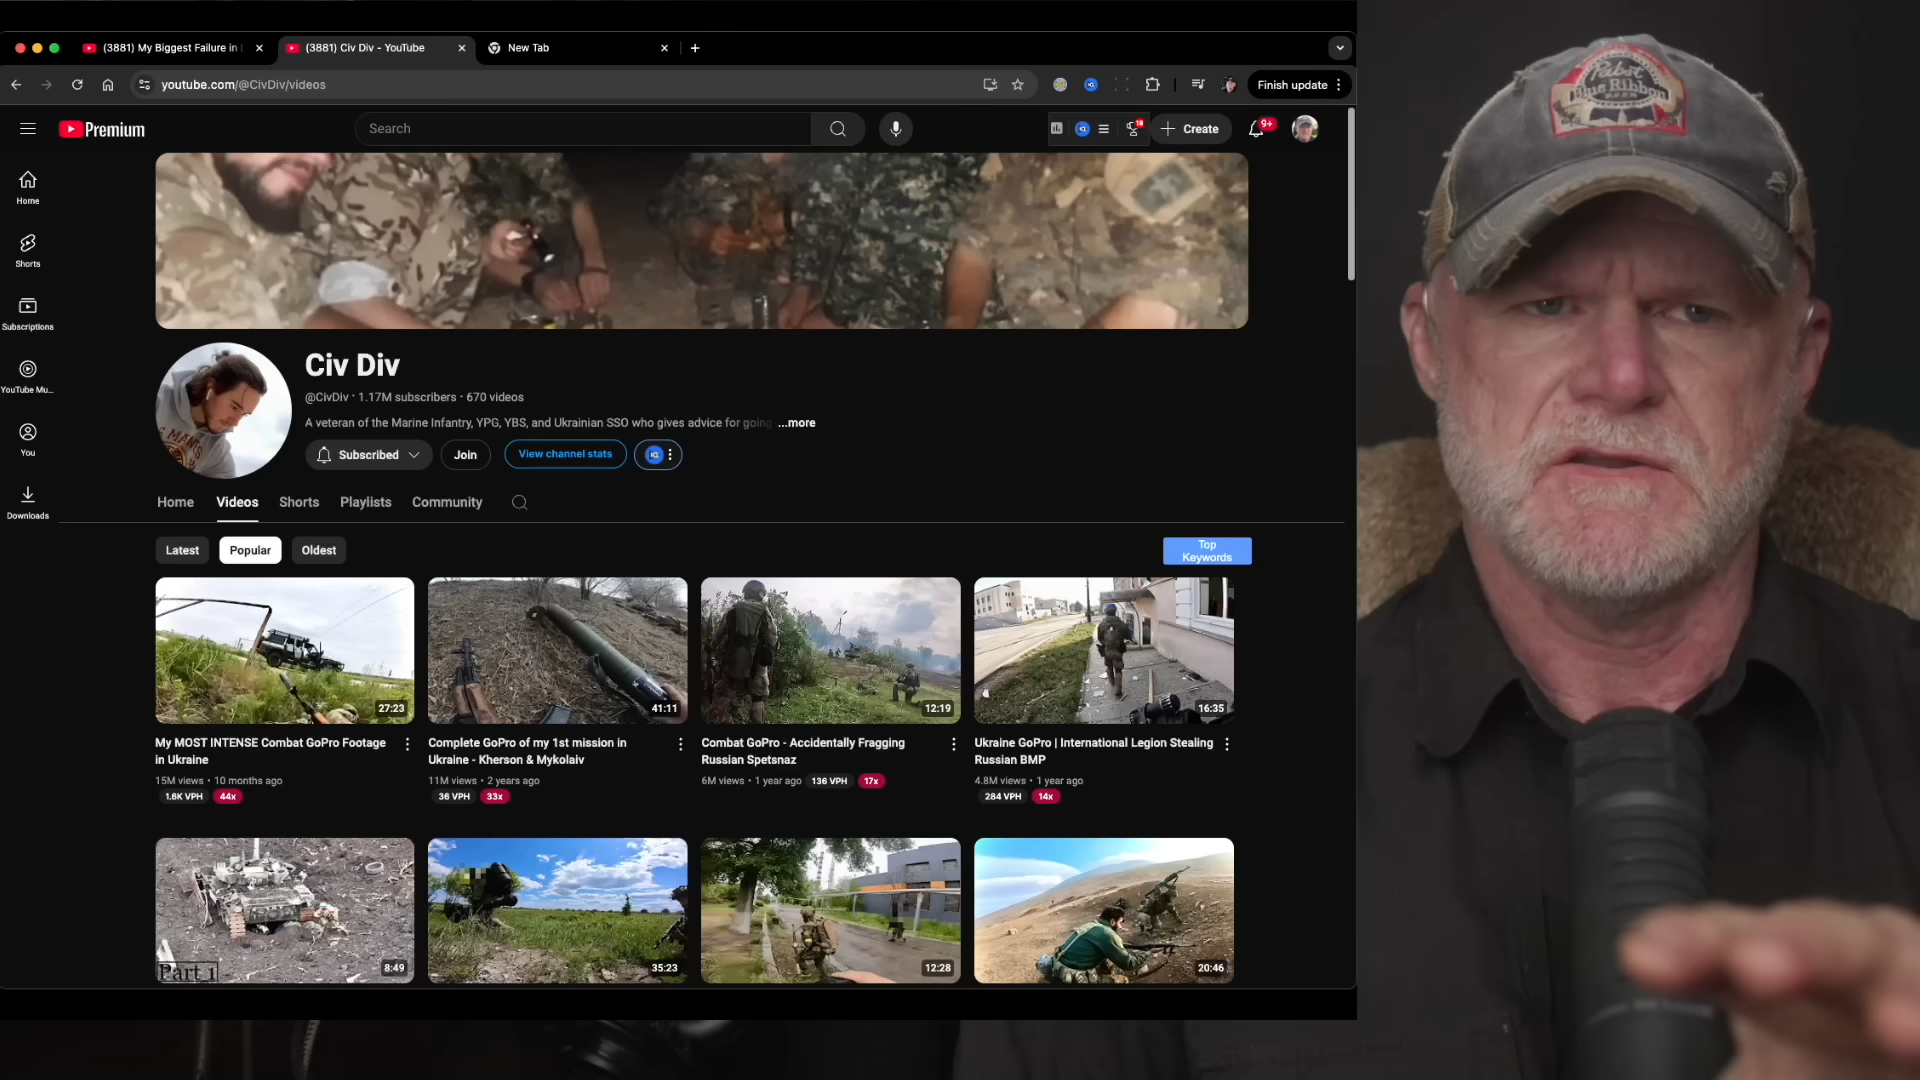 (3881) My Biggest Failure in
(3881) Civ Div - YouTube
New Tab
youtube.com/@CivDiv/videos
Finish update
Premium
Search
18
Create
9+
Home
Shorts
Subscriptions
YouTube Mu...
You
Downloads
Civ Div
@CivDiv · 1.17M subscribers · 670 videos
A veteran of the Marine Infantry, YPG, YBS, and Ukrainian SSO who gives advice for going ...more
Subscribed
Join
View channel stats
Home
Videos
Shorts
Playlists
Community
Latest
Popular
Oldest
Top
Keywords
27:23
My MOST INTENSE Combat GoPro Footage
in Ukraine
15M views · 10 months ago
1.6K VPH
44x
41:11
Complete GoPro of my 1st mission in
Ukraine - Kherson & Mykolaiv
11M views · 2 years ago
36 VPH
33x
12:19
Combat GoPro - Accidentally Fragging
Russian Spetsnaz
6M views · 1 year ago
136 VPH
17x
16:35
Ukraine GoPro | International Legion Stealing
Russian BMP
4.8M views · 1 year ago
284 VPH
14x
Part 1
8:49
35:23
12:28
20:46
Pabst
Blue Ribbon
BEER